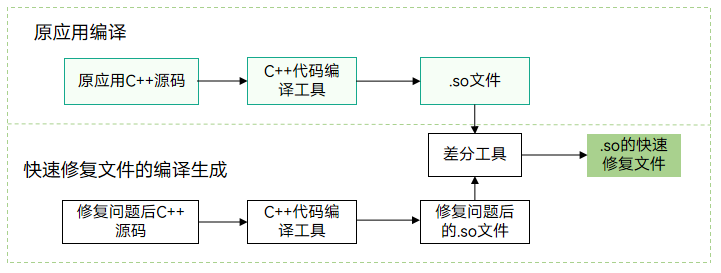 原应用编译
原应用C++源码
C++代码编
译工具
.so文件
差分工具
.so的快速
修复文件
快速修复文件的编译生成
修复问题后C++
源码
C++代码编
译工具
修复问题后
的.so文件